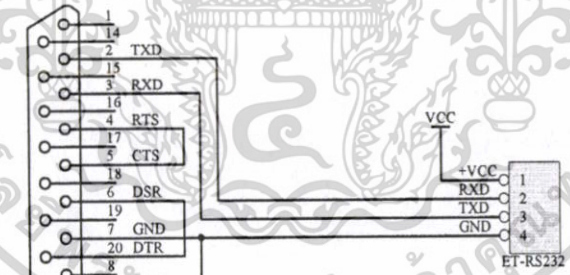 1
14
2 TXD
15
3 RXD
16
4 RTS
17
5 CTS
18
6 DSR
19
7 GND
20 DTR
8
VCC
+VCC 1
RXD 2
TXD 3
GND 4
ET-RS232